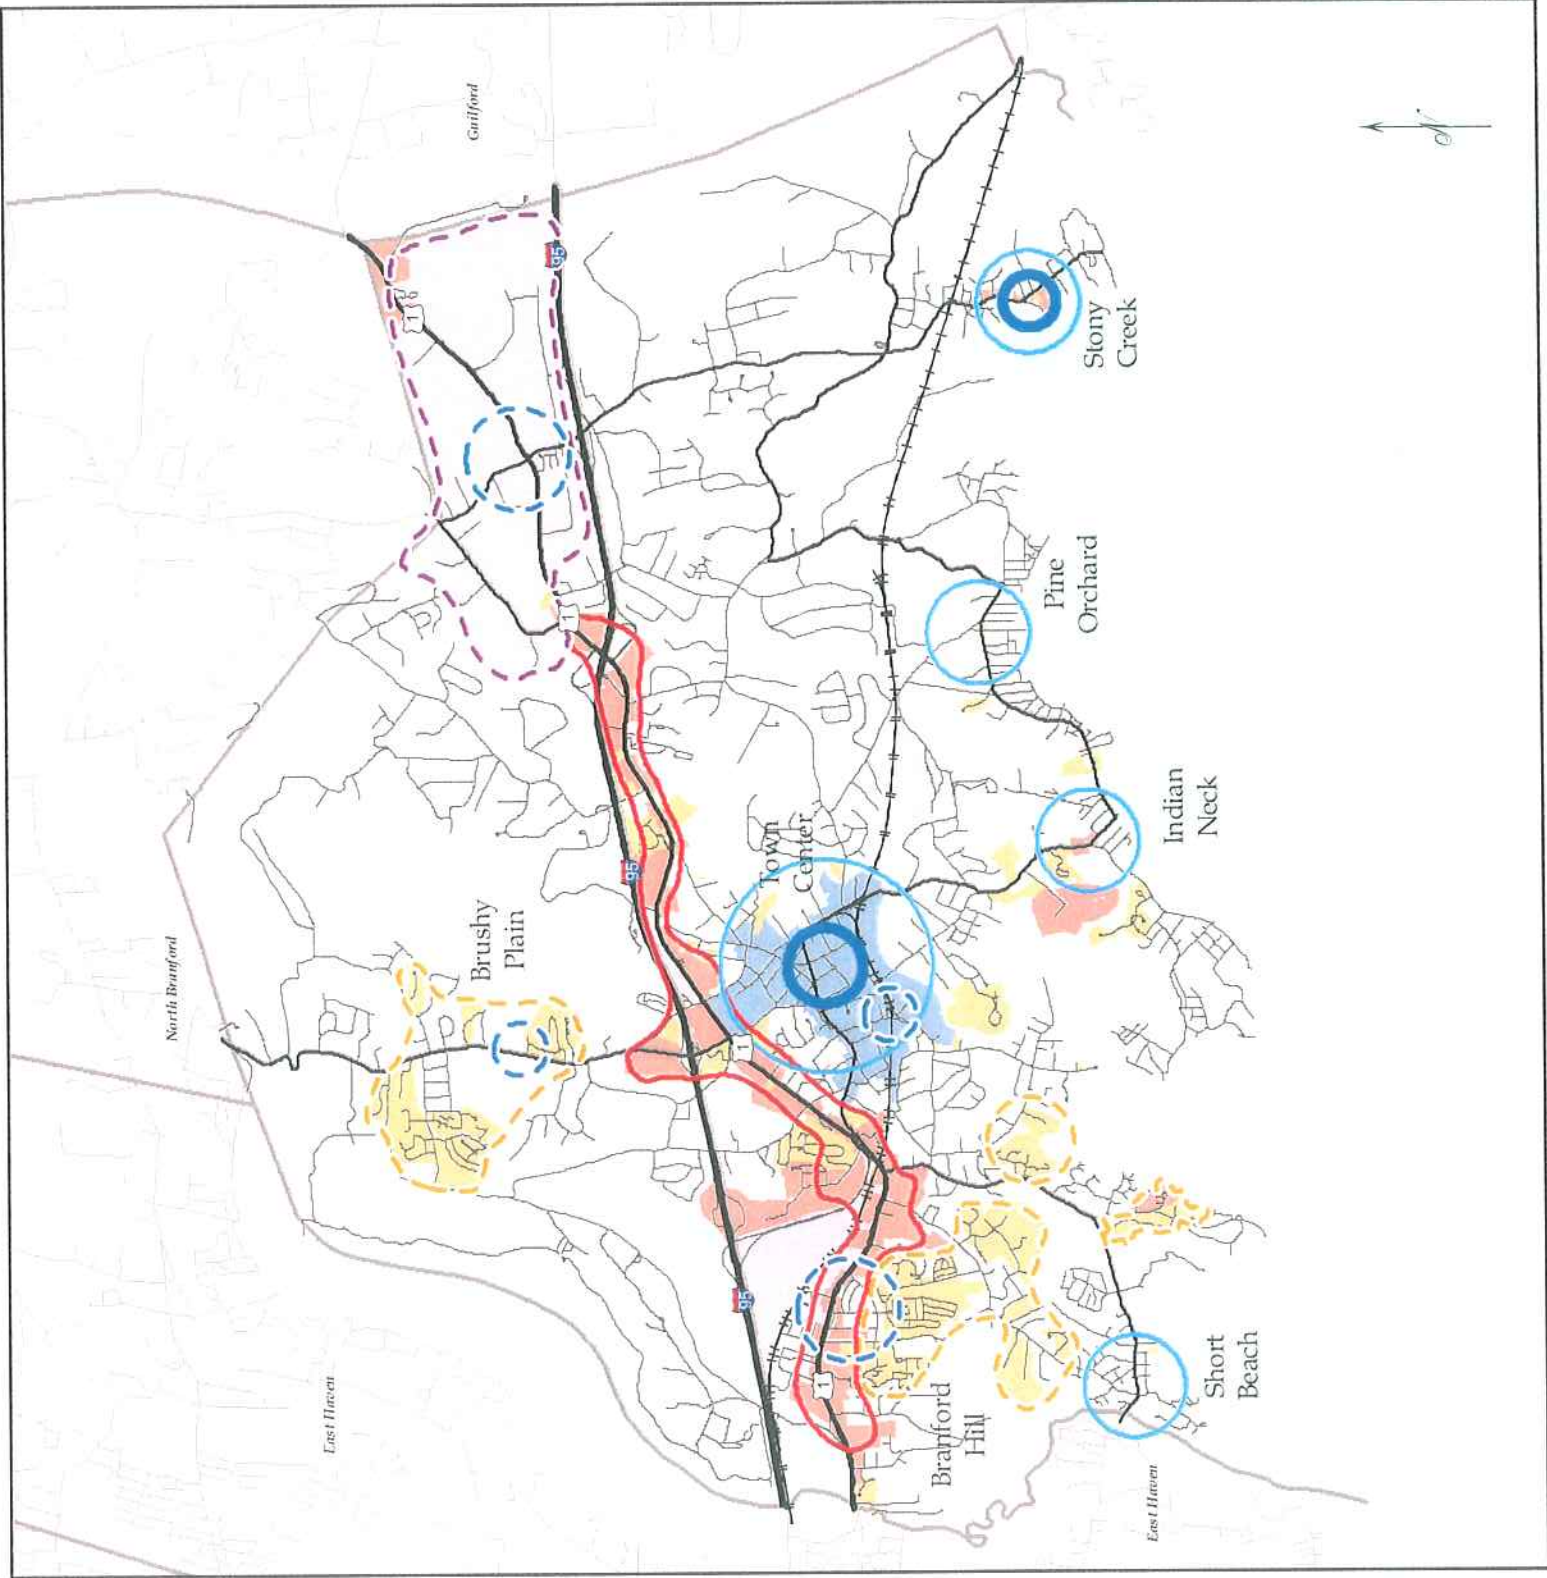 North Branford
Guilford
East Haven
East Haven
Brushy
Plain
Town
Center
Branford
Hill
Short
Beach
Indian
Neck
Pine
Orchard
Stony
Creek
95
95
95
1
1
1
1
N